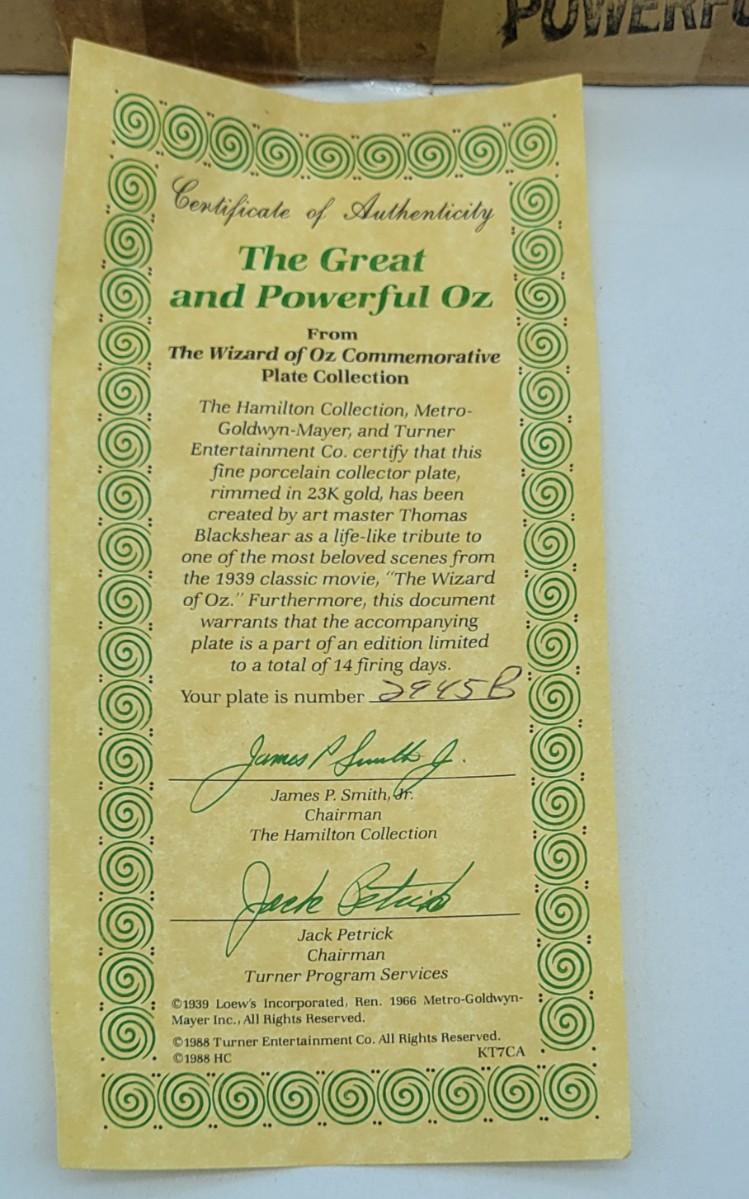 POWERFU
Certificate of Authenticity
The Great
and Powerful Oz
From
The Wizard of Oz Commemorative
Plate Collection
The Hamilton Collection, Metro-
Goldwyn-Mayer, and Turner
Entertainment Co. certify that this
fine porcelain collector plate,
rimmed in 23K gold, has been
created by art master Thomas
Blackshear as a life-like tribute to
one of the most beloved scenes from
the 1939 classic movie, "The Wizard
of Oz." Furthermore, this document
warrants that the accompanying
plate is a part of an edition limited
to a total of 14 firing days.
Your plate is number 2945B
James P Smith Jr.
James P. Smith, Jr.
Chairman
The Hamilton Collection
Jack Petrick
Jack Petrick
Chairman
Turner Program Services
©1939 Loew's Incorporated, Ren. 1966 Metro-Goldwyn-
Mayer Inc., All Rights Reserved.
©1988 Turner Entertainment Co. All Rights Reserved.
©1988 HC KT7CA